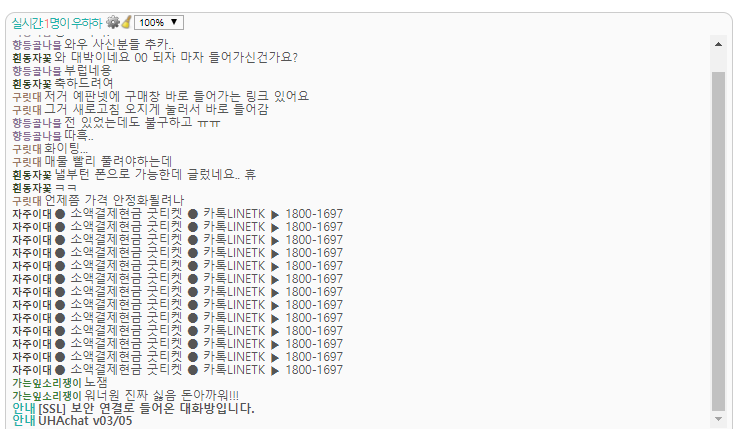 실시간 1명이 우하하 100% ▼
향등골나물 와우 사신분들 추카..
흰동자꽃 와 대박이네요 00 되자 마자 들어가신건가요?
향등골나물 부럽네용
흰동자꽃 축하드려여
구릿대 저거 예판넷에 구매창 바로 들어가는 링크 있어요
구릿대 그거 새로고침 오지게 눌러서 바로 들어감
향등골나물 전 있었는데도 불구하고 ㅠㅠ
향등골나물 따흑..
구릿대 화이팅...
구릿대 매물 빨리 풀려야하는데
흰동자꽃 낼부턴 폰으로 가능한데 글렀네요.. 휴
흰동자꽃 ㅋㅋ
구릿대 언제쯤 가격 안정화될려나
자주이대 ● 소액결제현금 굿티켓 ● 카톡LINETK ▶ 1800-1697
자주이대 ● 소액결제현금 굿티켓 ● 카톡LINETK ▶ 1800-1697
자주이대 ● 소액결제현금 굿티켓 ● 카톡LINETK ▶ 1800-1697
자주이대 ● 소액결제현금 굿티켓 ● 카톡LINETK ▶ 1800-1697
자주이대 ● 소액결제현금 굿티켓 ● 카톡LINETK ▶ 1800-1697
자주이대 ● 소액결제현금 굿티켓 ● 카톡LINETK ▶ 1800-1697
자주이대 ● 소액결제현금 굿티켓 ● 카톡LINETK ▶ 1800-1697
자주이대 ● 소액결제현금 굿티켓 ● 카톡LINETK ▶ 1800-1697
자주이대 ● 소액결제현금 굿티켓 ● 카톡LINETK ▶ 1800-1697
자주이대 ● 소액결제현금 굿티켓 ● 카톡LINETK ▶ 1800-1697
자주이대 ● 소액결제현금 굿티켓 ● 카톡LINETK ▶ 1800-1697
자주이대 ● 소액결제현금 굿티켓 ● 카톡LINETK ▶ 1800-1697
자주이대 ● 소액결제현금 굿티켓 ● 카톡LINETK ▶ 1800-1697
가는잎소리쟁이 노잼
가는잎소리쟁이 워너원 진짜 싫음 돈아까워!!!
안내 [SSL] 보안 연결로 들어온 대화방입니다.
안내 UHAchat v03/05